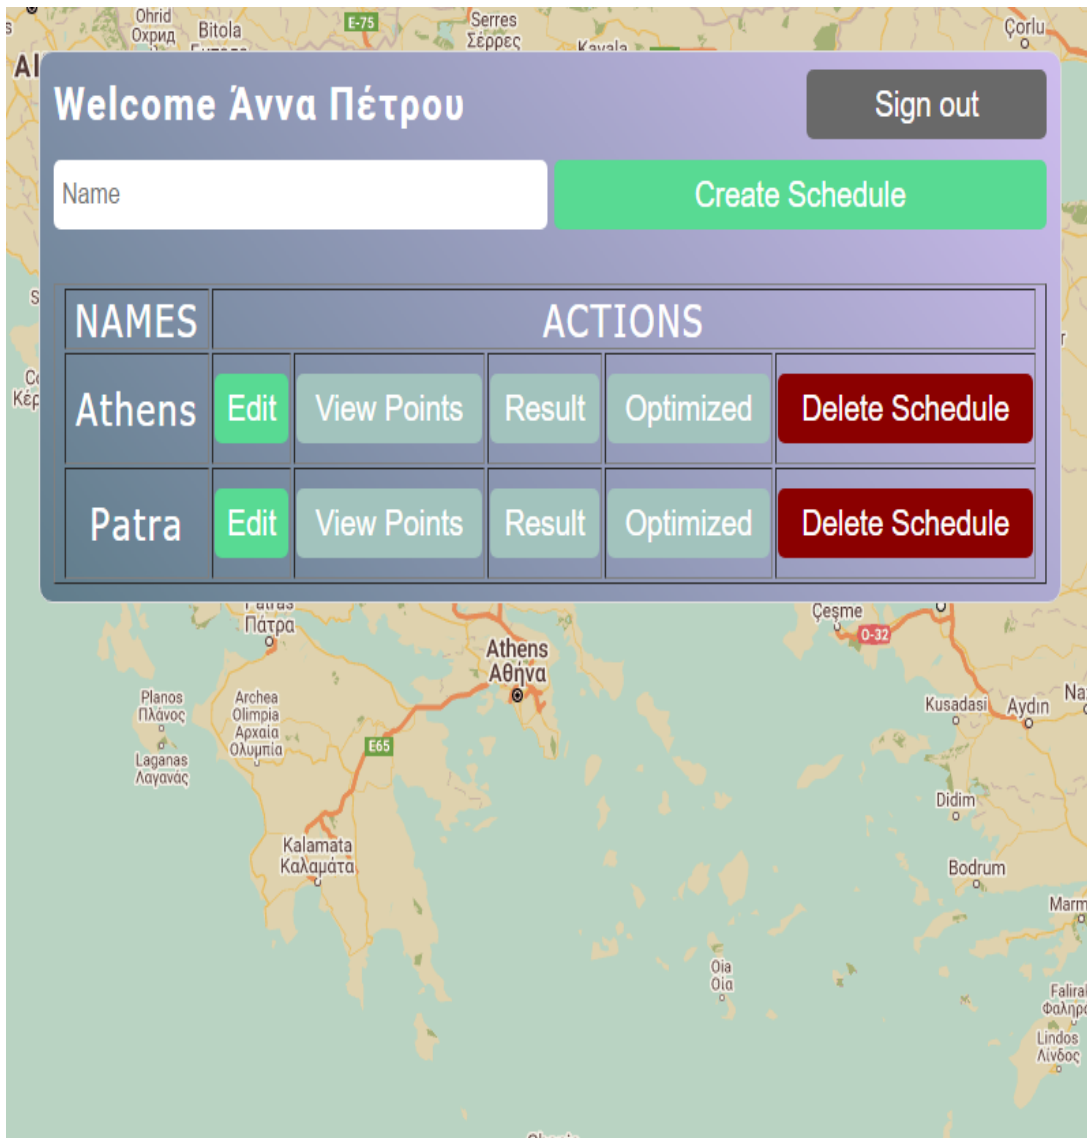 Ohrid
Охрид
Bitola
E-75
Serres
Σέρρες
Kavala
Çorlu
Welcome Άννα Πέτρου
Sign out
Name
Create Schedule
NAMES
ACTIONS
Athens
Edit
View Points
Result
Optimized
Delete Schedule
Patra
Edit
View Points
Result
Optimized
Delete Schedule
Patras
Πάτρα
Athens
Αθήνα
Çeşme
O-32
Planos
Πλάνος
Laganas
Λαγανάς
Archea
Olimpia
Αρχαία
Ολυμπία
E65
Kusadasi
Aydın
Didim
Kalamata
Καλαμάτα
Bodrum
Oia
Οία
Lindos
Λίνδος